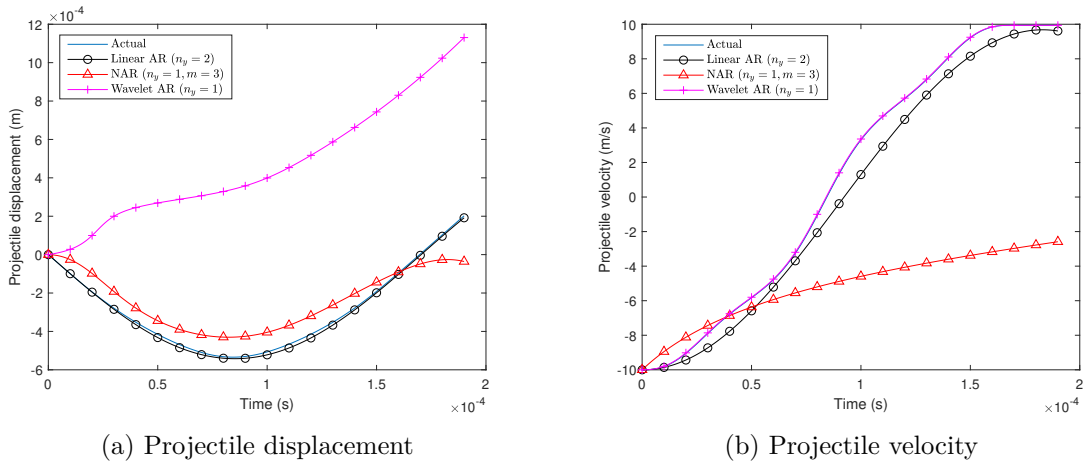 ×10⁻⁴
12
10
8
6
4
2
0
-2
-4
-6
Projectile displacement (m)
Actual
Linear AR (n_y = 2)
NAR (n_y = 1, m = 3)
Wavelet AR (n_y = 1)
0
0.5
1
1.5
2
Time (s)
×10⁻⁴
(a) Projectile displacement
10
8
6
4
2
0
-2
-4
-6
-8
-10
Projectile velocity (m/s)
Actual
Linear AR (n_y = 2)
NAR (n_y = 1, m = 3)
Wavelet AR (n_y = 1)
0
0.5
1
1.5
2
Time (s)
×10⁻⁴
(b) Projectile velocity